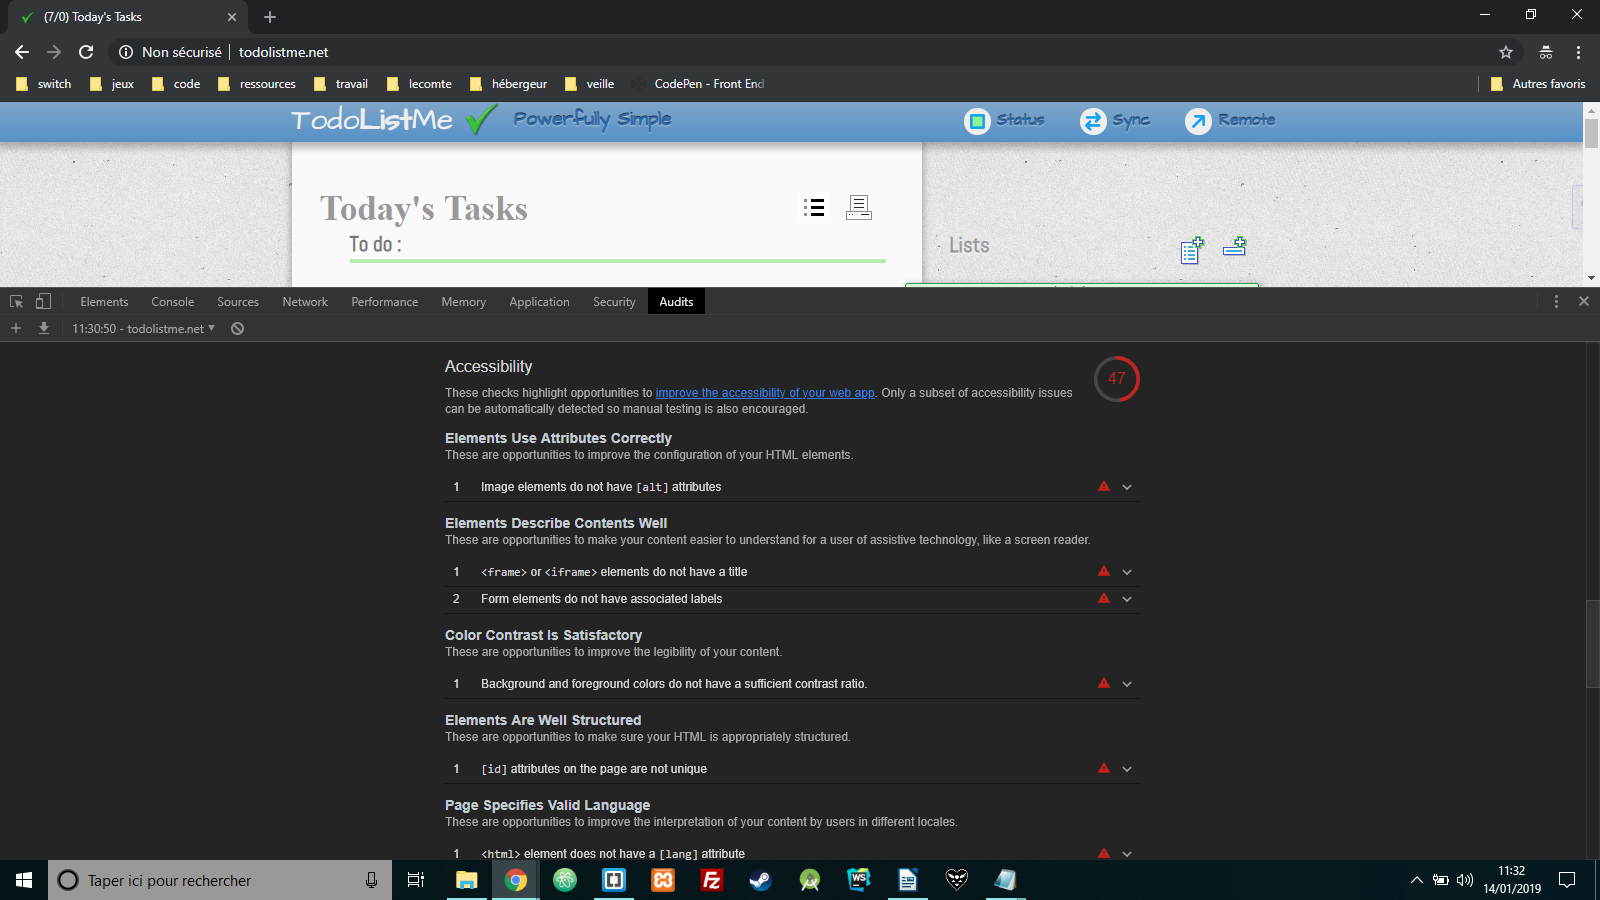 (7/0) Today's Tasks
Non sécurisé
todolistme.net
switch
jeux
code
ressources
travail
lecomte
hébergeur
veille
CodePen - Front End
Autres favoris
TodoListMe
Powerfully Simple
Status
Sync
Remote
Today's Tasks
To do :
Lists
Elements
Console
Sources
Network
Performance
Memory
Application
Security
Audits
11:30:50 - todolistme.net
Accessibility
47
These checks highlight opportunities to improve the accessibility of your web app. Only a subset of accessibility issues
can be automatically detected so manual testing is also encouraged.
Elements Use Attributes Correctly
These are opportunities to improve the configuration of your HTML elements.
1 Image elements do not have [alt] attributes
Elements Describe Contents Well
These are opportunities to make your content easier to understand for a user of assistive technology, like a screen reader.
1 <frame> or <iframe> elements do not have a title
2 Form elements do not have associated labels
Color Contrast Is Satisfactory
These are opportunities to improve the legibility of your content.
1 Background and foreground colors do not have a sufficient contrast ratio.
Elements Are Well Structured
These are opportunities to make sure your HTML is appropriately structured.
1 [id] attributes on the page are not unique
Page Specifies Valid Language
These are opportunities to improve the interpretation of your content by users in different locales.
1 <html> element does not have a [lang] attribute
Taper ici pour rechercher
WS
11:32
14/01/2019